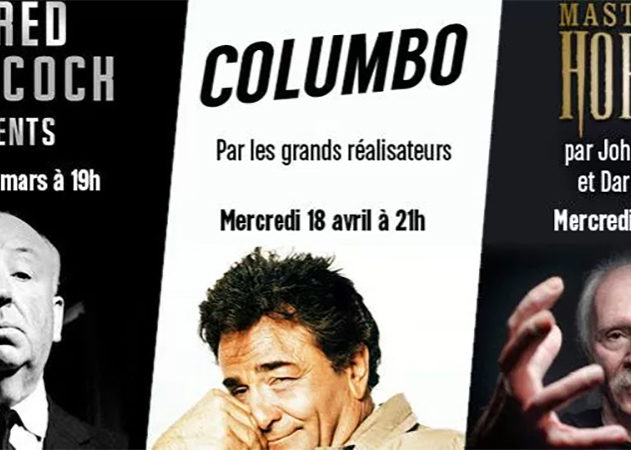 RED
COCK
ENTS
mars à 19h
COLUMBO
Par les grands réalisateurs
Mercredi 18 avril à 21h
MAST
HO
par Joh
et Dar
Mercredi